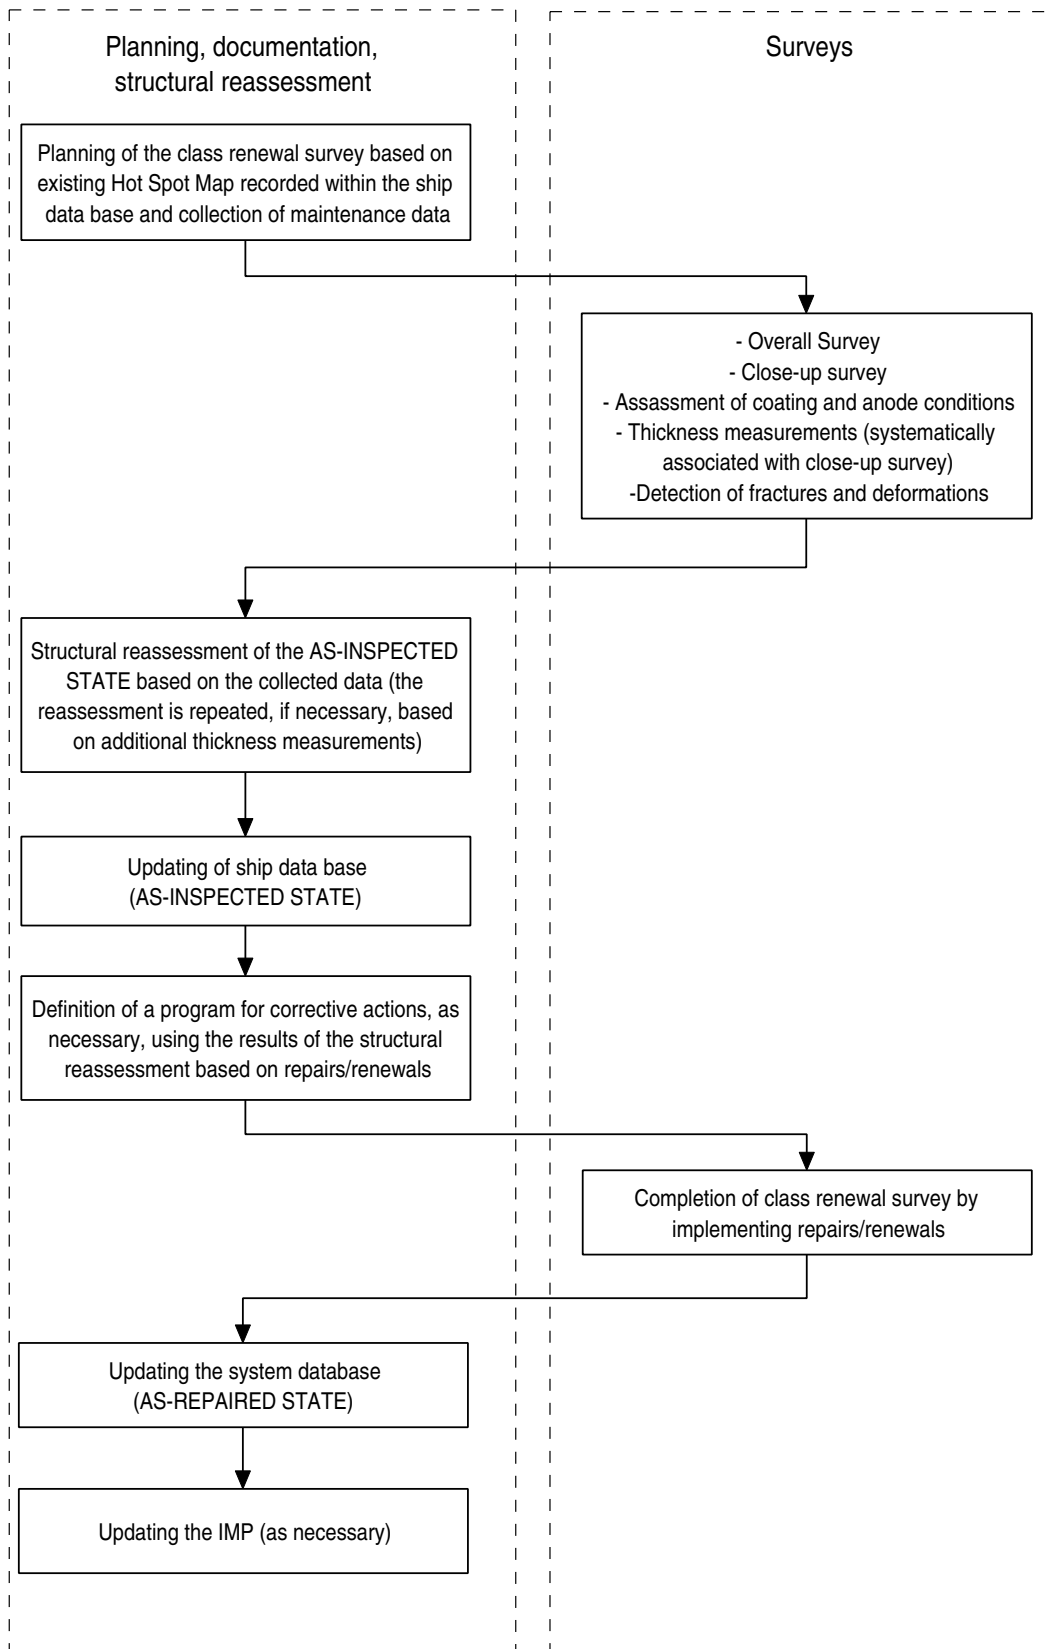 Planning, documentation,
structural reassessment
Surveys
Planning of the class renewal survey based on
existing Hot Spot Map recorded within the ship
data base and collection of maintenance data
- Overall Survey
- Close-up survey
- Assassment of coating and anode conditions
- Thickness measurements (systematically
associated with close-up survey)
-Detection of fractures and deformations
Structural reassessment of the AS-INSPECTED
STATE based on the collected data (the
reassessment is repeated, if necessary, based
on additional thickness measurements)
Updating of ship data base
(AS-INSPECTED STATE)
Definition of a program for corrective actions, as
necessary, using the results of the structural
reassessment based on repairs/renewals
Completion of class renewal survey by
implementing repairs/renewals
Updating the system database
(AS-REPAIRED STATE)
Updating the IMP (as necessary)